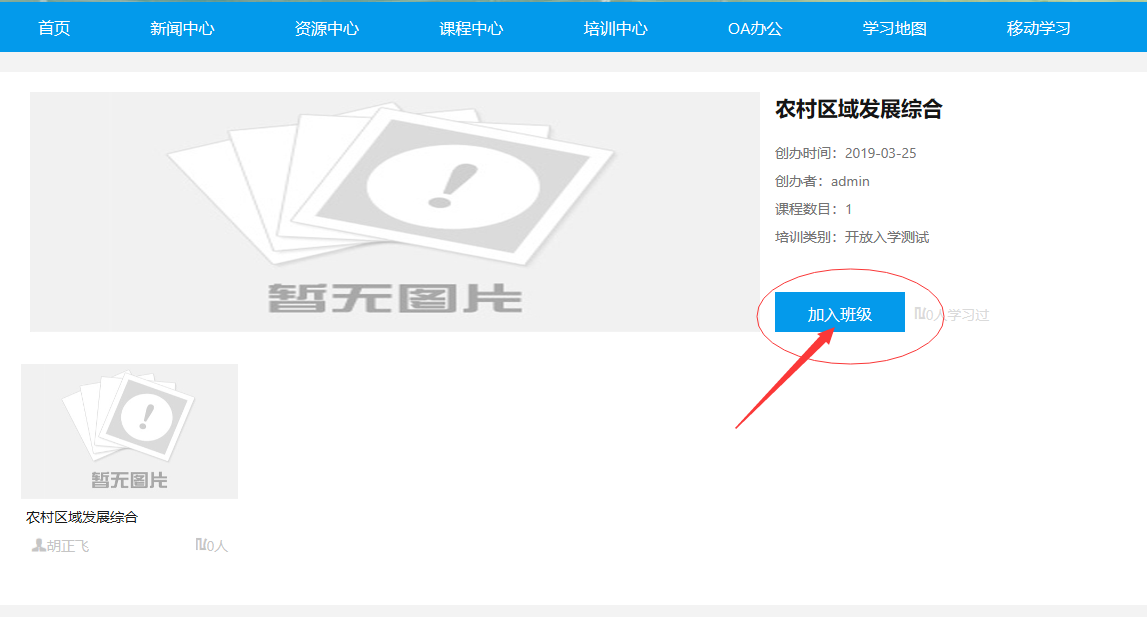 首页 新闻中心 资源中心 课程中心 培训中心 OA办公 学习地图 移动学习
暂无图片
农村区域发展综合
创办时间：2019-03-25
创办者：admin
课程数目：1
培训类别：开放入学测试
加入班级 0人学习过
暂无图片
农村区域发展综合
胡正飞 0人